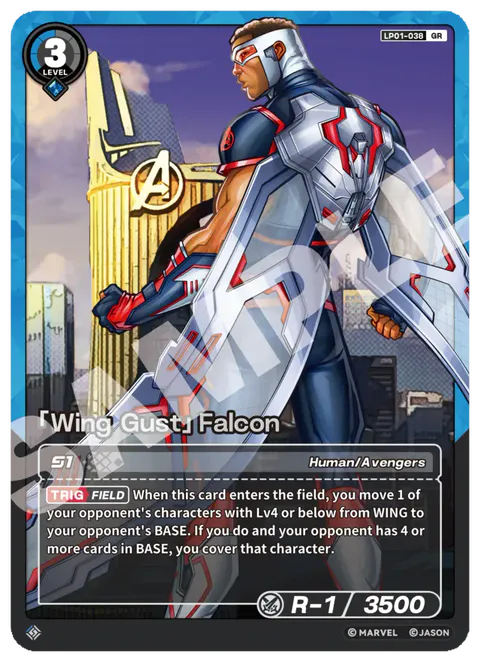 3
LEVEL
LP01-038 GR
A
SAMPLE
「Wing Gust」Falcon
S1
Human/Avengers
TRIG FIELD When this card enters the field, you move 1 of
your opponent's characters with Lv4 or below from WING to
your opponent's BASE. If you do and your opponent has 4 or
more cards in BASE, you cover that character.
R-1 / 3500
©MARVEL ©JASON